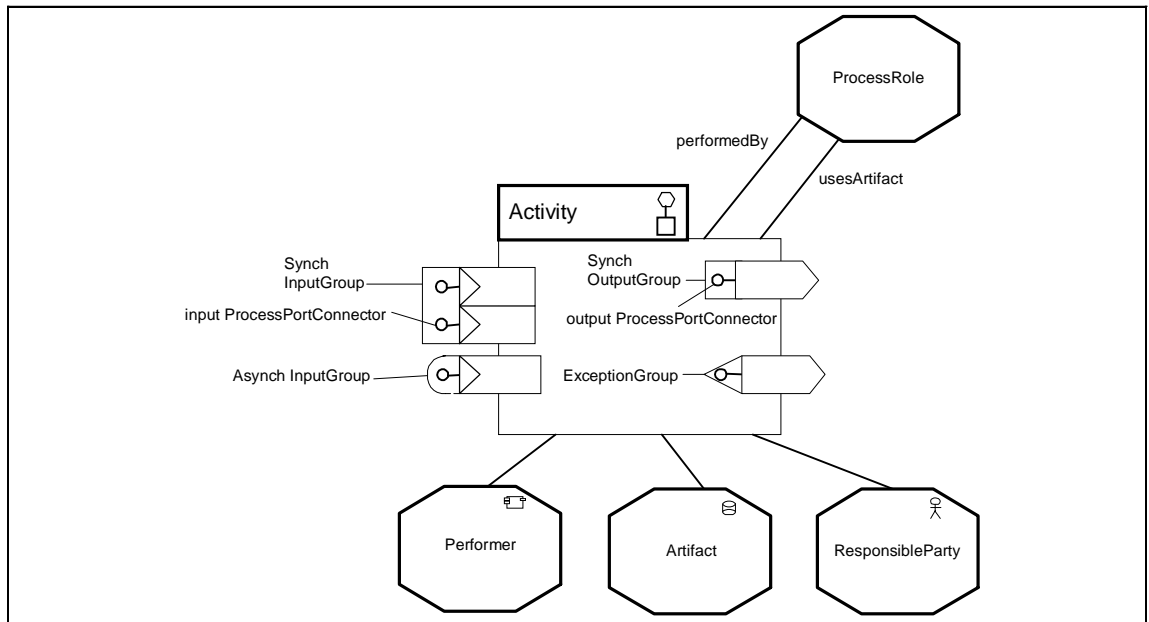 ProcessRole
performedBy
usesArtifact
Activity
Synch
InputGroup
Synch
OutputGroup
input ProcessPortConnector
output ProcessPortConnector
Asynch InputGroup
ExceptionGroup
Performer
Artifact
ResponsibleParty